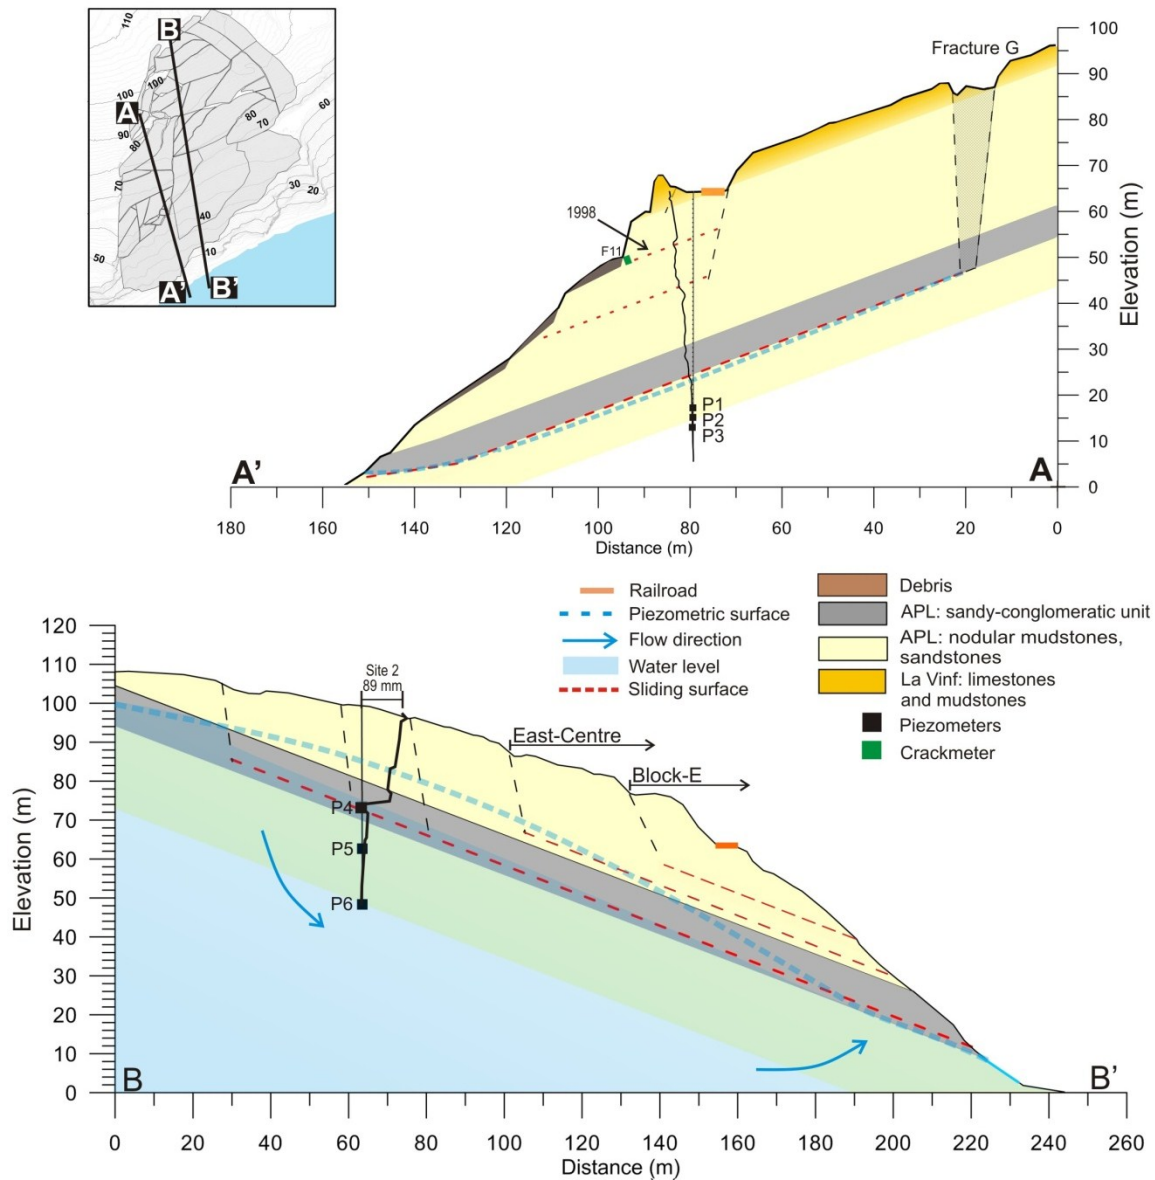 110
B
100
100
A
90
80
80
70
60
70
30
20
40
50
10
A'
B'
Fracture G
100
90
80
70
60
50
40
30
20
10
0
Elevation (m)
1998
F11
P1
P2
P3
A'
A
180
160
140
120
100
80
60
40
20
0
Distance (m)
Railroad
Piezometric surface
Flow direction
Water level
Sliding surface
Debris
APL: sandy-conglomeratic unit
APL: nodular mudstones,
sandstones
La Vinf: limestones
and mudstones
Piezometers
Crackmeter
120
110
100
90
80
70
60
50
40
30
20
10
0
Elevation (m)
Site 2
89 mm
East-Centre
Block-E
P4
P5
P6
B
B'
0
20
40
60
80
100
120
140
160
180
200
220
240
260
Distance (m)